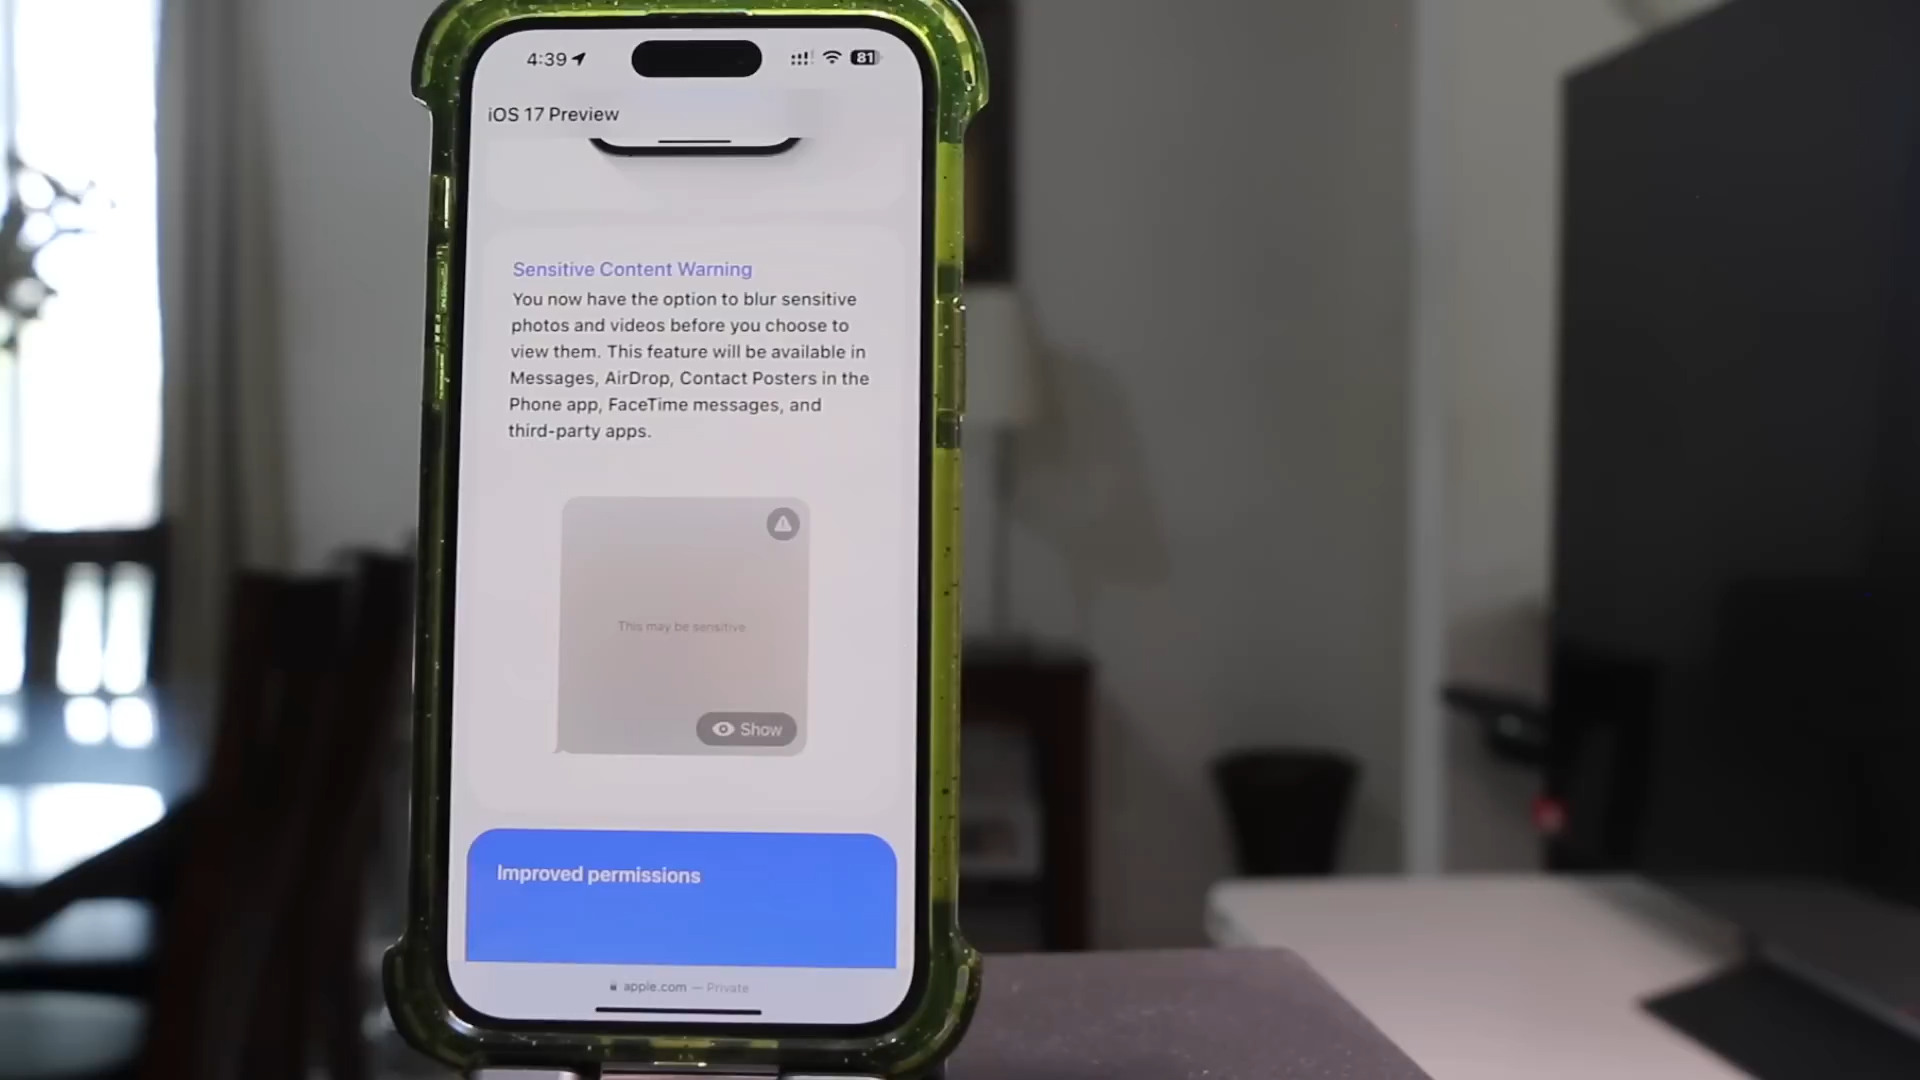 4:39
81
iOS 17 Preview
Sensitive Content Warning
You now have the option to blur sensitive
photos and videos before you choose to
view them. This feature will be available in
Messages, AirDrop, Contact Posters in the
Phone app, FaceTime messages, and
third-party apps.
This may be sensitive.
Show
Improved permissions
apple.com — Private